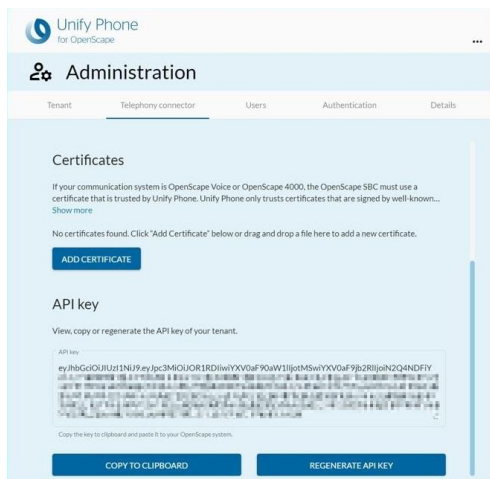 Unify Phone
for OpenScape
Administration
Tenant Telephony connector Users Authentication Details
Certificates
If your communication system is OpenScape Voice or OpenScape 4000, the OpenScape SBC must use a
certificate that is trusted by Unify Phone. Unify Phone only trusts certificates that are signed by well-known...
Show more
No certificates found. Click "Add Certificate" below or drag and drop a file here to add a new certificate.
ADD CERTIFICATE
API key
View, copy or regenerate the API key of your tenant.
API key
Copy the key to clipboard and paste it to your OpenScape system.
COPY TO CLIPBOARD REGENERATE API KEY